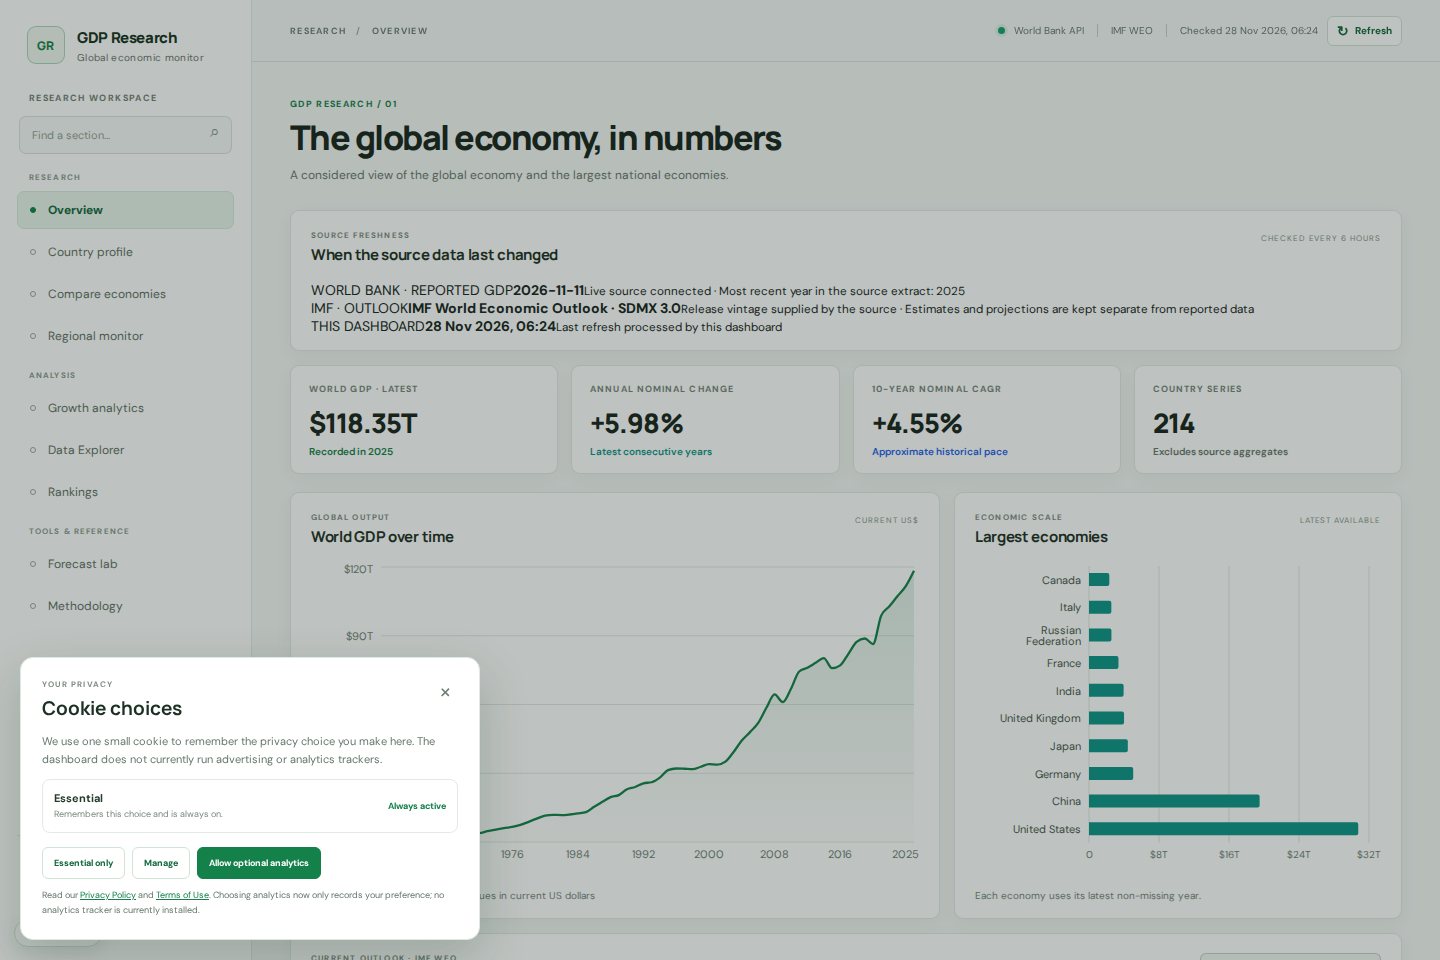 GR
GDP Research
Global economic monitor
RESEARCH WORKSPACE
Find a section...
RESEARCH
Overview
Country profile
Compare economies
Regional monitor
ANALYSIS
Growth analytics
Data Explorer
Rankings
TOOLS & REFERENCE
Forecast lab
Methodology
RESEARCH / OVERVIEW
World Bank API
IMF WEO
Checked 28 Nov 2026, 06:24
Refresh
GDP RESEARCH / 01
The global economy, in numbers
A considered view of the global economy and the largest national economies.
SOURCE FRESHNESS
When the source data last changed
CHECKED EVERY 6 HOURS
WORLD BANK · REPORTED GDP2026-11-11Live source connected · Most recent year in the source extract: 2025
IMF · OUTLOOKIMF World Economic Outlook · SDMX 3.0Release vintage supplied by the source · Estimates and projections are kept separate from reported data
THIS DASHBOARD28 Nov 2026, 06:24Last refresh processed by this dashboard
WORLD GDP · LATEST
$118.35T
Recorded in 2025
ANNUAL NOMINAL CHANGE
+5.98%
Latest consecutive years
10-YEAR NOMINAL CAGR
+4.55%
Approximate historical pace
COUNTRY SERIES
214
Excludes source aggregates
GLOBAL OUTPUT
World GDP over time
CURRENT US$
$120T
$90T
1976 1984 1992 2000 2008 2016 2025
in current US dollars
ECONOMIC SCALE
Largest economies
LATEST AVAILABLE
Canada
Italy
Russian
Federation
France
India
United Kingdom
Japan
Germany
China
United States
0 $8T $16T $24T $32T
Each economy uses its latest non-missing year.
CURRENT OUTLOOK · IMF WEO
YOUR PRIVACY
Cookie choices
We use one small cookie to remember the privacy choice you make here. The
dashboard does not currently run advertising or analytics trackers.
Essential
Remembers this choice and is always on.
Always active
Essential only
Manage
Allow optional analytics
Read our Privacy Policy and Terms of Use. Choosing analytics now only records your preference; no
analytics tracker is currently installed.